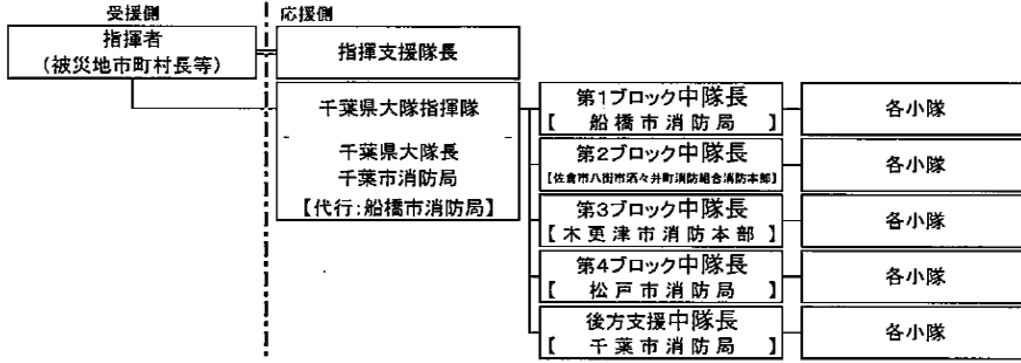 受援側
応援側
指揮者
(被災地市町村長等)
指揮支援隊長
千葉県大隊指揮隊
千葉県大隊長
千葉市消防局
【代行:船橋市消防局】
第1ブロック中隊長
【 船橋市消防局 】
各小隊
第2ブロック中隊長
【佐倉市八街市酒々井町消防組合消防本部】
各小隊
第3ブロック中隊長
【木更津市消防本部】
各小隊
第4ブロック中隊長
【 松戸市消防局 】
各小隊
後方支援中隊長
【 千葉市消防局 】
各小隊